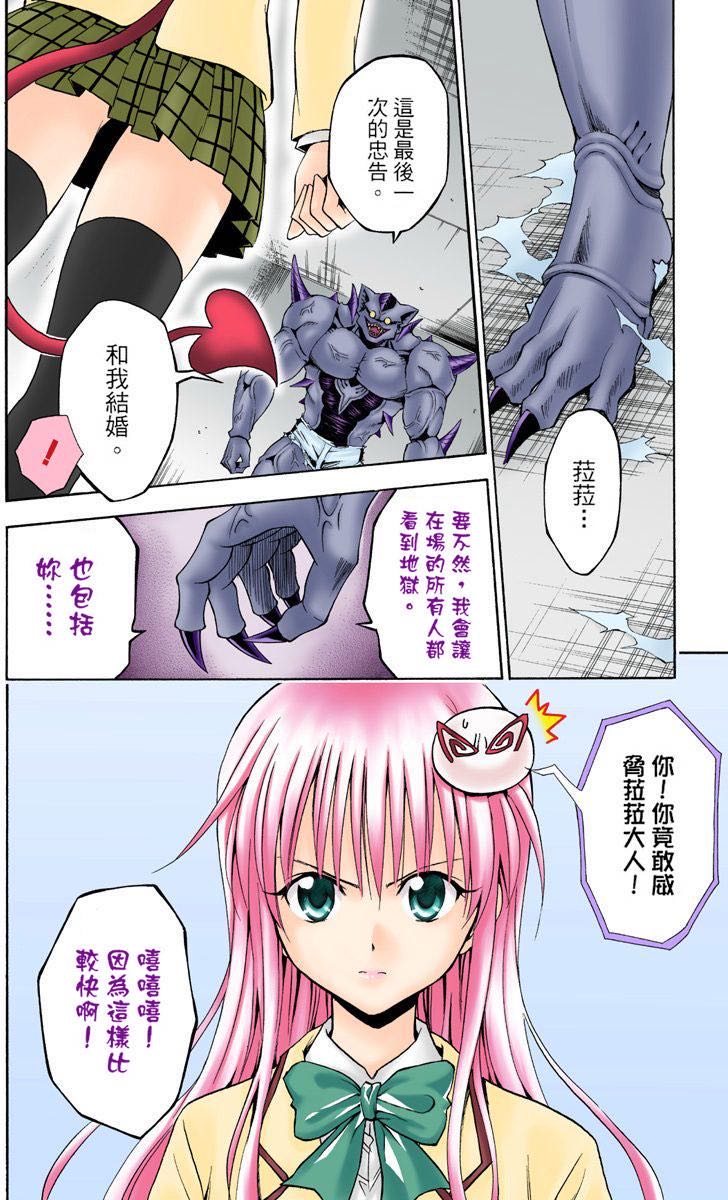 菈菈⋯
這是最後一
次的忠告。
和我結婚。
！
要不然，我會讓
在場的所有人都
看到地獄。
也包括
妳⋯⋯
你！你竟敢威
脅菈菈大人！
嘻嘻嘻！
因為這樣比
較快啊！